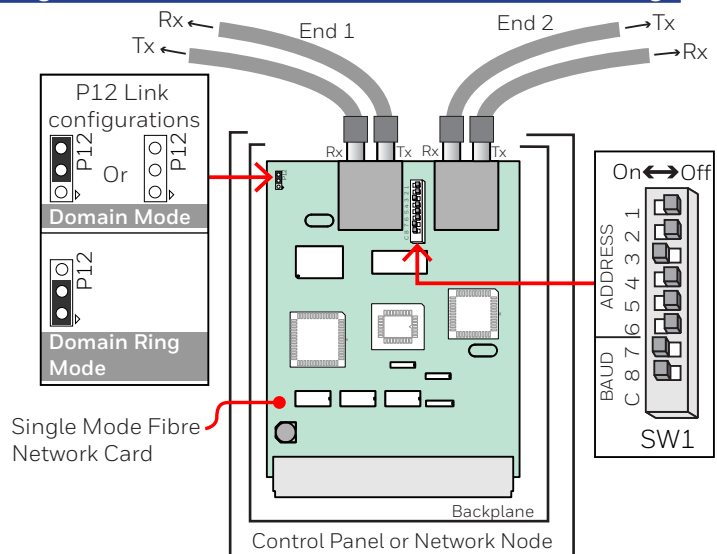 Rx
Tx
End 1
End 2
Tx
Rx
P12 Link
configurations
P12
Or
P12
Domain Mode
P12
Domain Ring
Mode
Rx
Tx
Rx
Tx
P12
On Off
ADDRESS
1
2
3
4
5
6
BAUD
7
8
C
SW1
Single Mode Fibre
Network Card
Backplane
Control Panel or Network Node